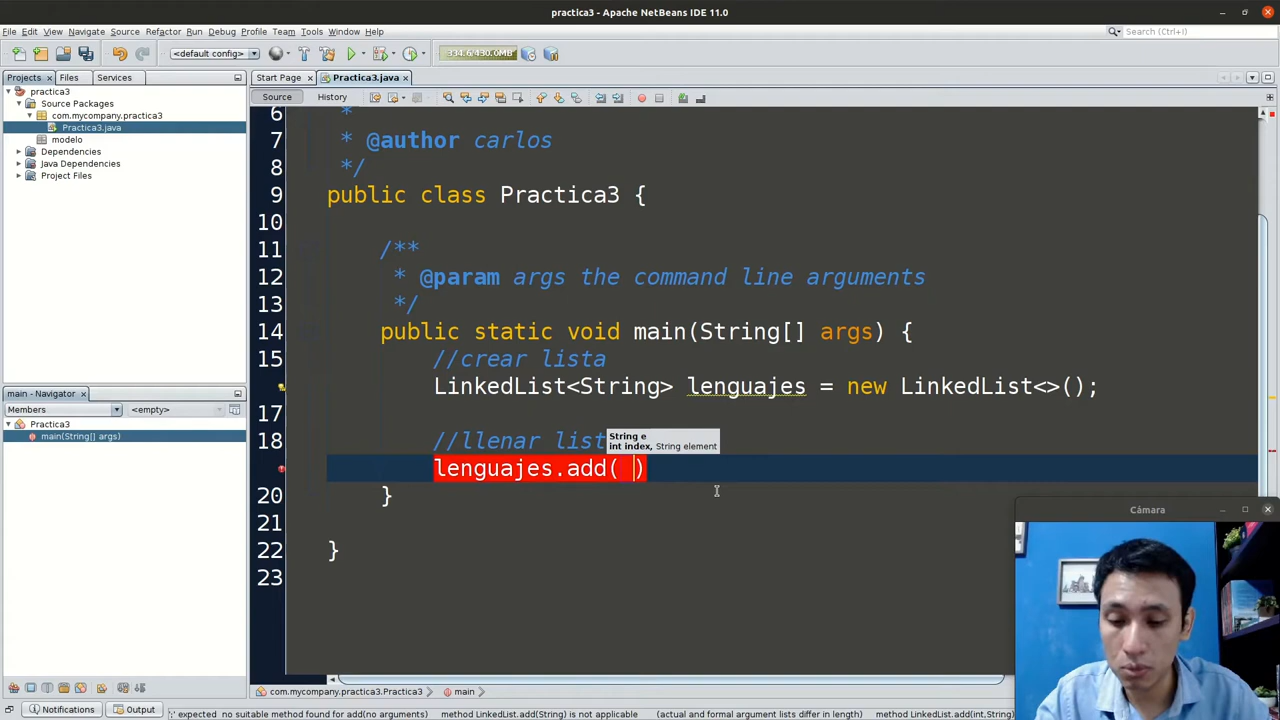 practica3 - Apache NetBeans IDE 11.0
File Edit View Navigate Source Refactor Run Debug Profile Team Tools Window Help
Search (Ctrl+I)
<default config>
334.6/430.0MB
Projects Files Services
Start Page Practica3.java
Source History
practica3
Source Packages
com.mycompany.practica3
Practica3.java
modelo
Dependencies
Java Dependencies
Project Files
main - Navigator
Members <empty>
Practica3
main(String[] args)
6 *
7 * @author carlos
8 */
9 public class Practica3 {
10
11 /**
12 * @param args the command line arguments
13 */
14 public static void main(String[] args) {
15 //crear lista
16 LinkedList<String> lenguajes = new LinkedList<>();
17
18 //llenar list
String e
int index, String element
lenguajes.add( )
20 }
21
22 }
23
Cámara
com.mycompany.practica3.Practica3 main
Notifications Output
';' expected no suitable method found for add(no arguments) method LinkedList.add(String) is not applicable (actual and formal argument lists differ in length) method LinkedList.add(int,String)